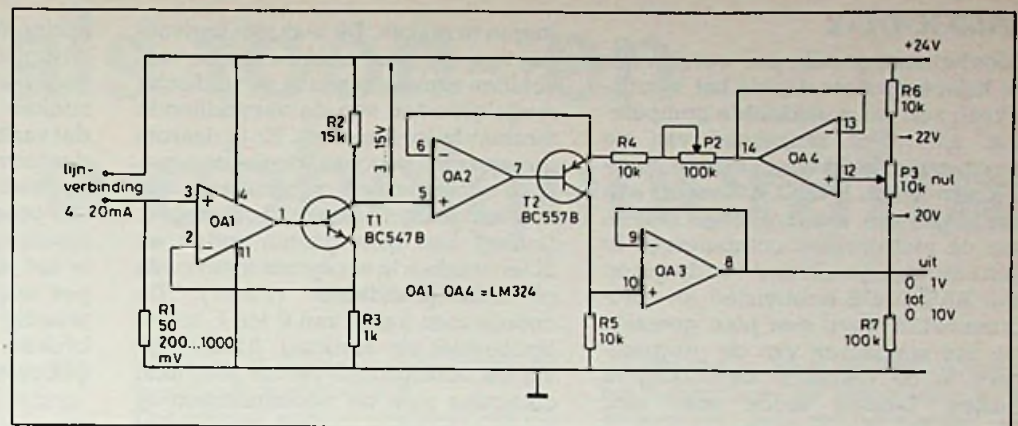 +24V
R2
15k
3...15V
R6
10k
22V
P3
10k nul
20V
R4
10k
P2
100k
13
14
OA4
12
lijn-
verbinding
4...20mA
3
4
OA1
1
2
11
T1
BC547B
6
OA2
7
5
T2
BC557B
9
OA3
8
10
uit
0...1V
tot
0...10V
OA1...OA4 = LM324
R1
50
200...1000
mV
R3
1k
R5
10k
R7
100k